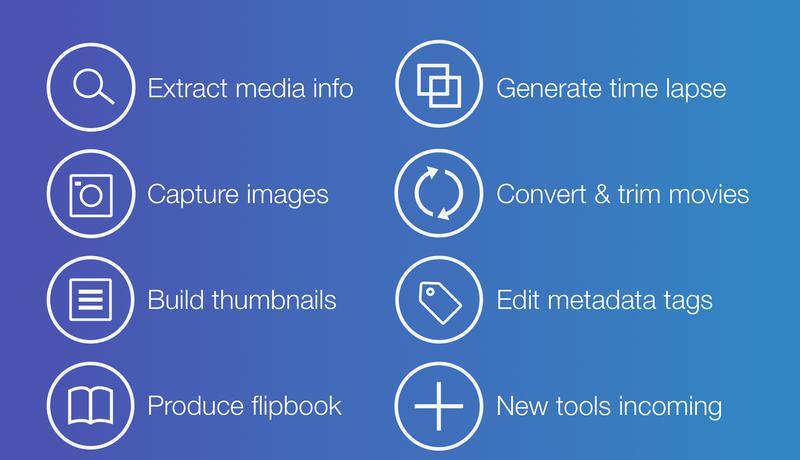 Extract media info
Generate time lapse
Capture images
Convert & trim movies
Build thumbnails
Edit metadata tags
Produce flipbook
New tools incoming